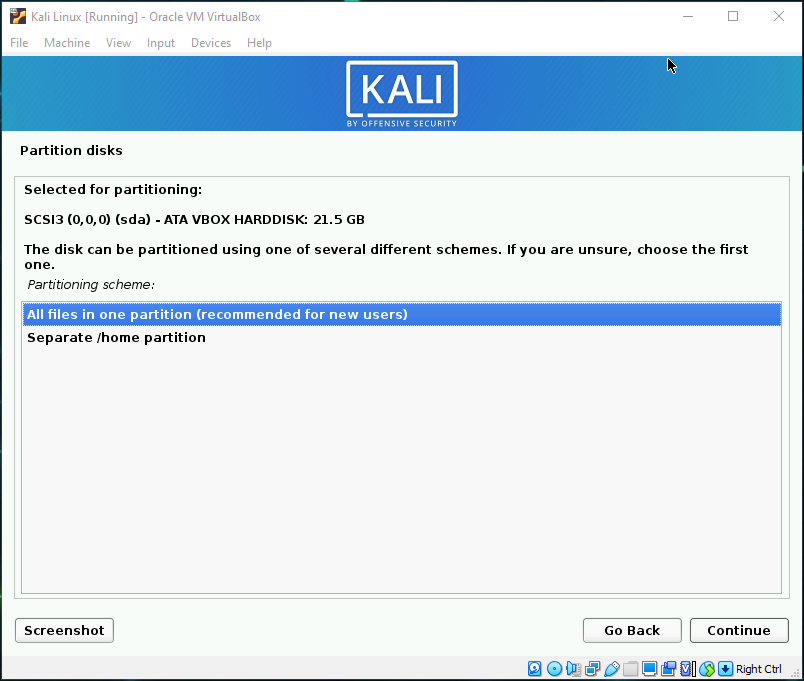 Kali Linux [Running] - Oracle VM VirtualBox
File Machine View Input Devices Help
KALI
BY OFFENSIVE SECURITY
Partition disks
Selected for partitioning:
SCSI3 (0,0,0) (sda) - ATA VBOX HARDDISK: 21.5 GB
The disk can be partitioned using one of several different schemes. If you are unsure, choose the first
one.
Partitioning scheme:
All files in one partition (recommended for new users)
Separate /home partition
Screenshot Go Back Continue
Right Ctrl